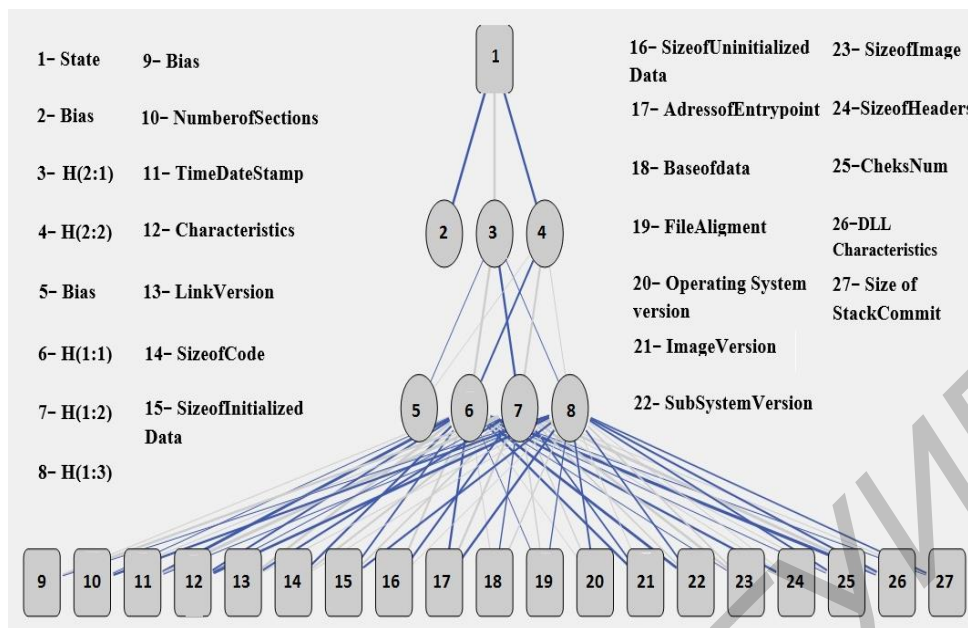 1– State
2– Bias
3– H(2:1)
4– H(2:2)
5– Bias
6– H(1:1)
7– H(1:2)
8– H(1:3)
9– Bias
10– NumberofSections
11– TimeDateStamp
12– Characteristics
13– LinkVersion
14– SizeofCode
15– SizeofInitialized
Data
16– SizeofUninitialized
Data
17– AdressofEntrypoint
18– Baseofdata
19– FileAligment
20– Operating System
version
21– ImageVersion
22– SubSystemVersion
23– SizeofImage
24–SizeofHeaders
25– CheksNum
26–DLL
Characteristics
27– Size of
StackCommit
1
2 3 4
5 6 7 8
9 10 11 12 13 14 15 16 17 18 19 20 21 22 23 24 25 26 27